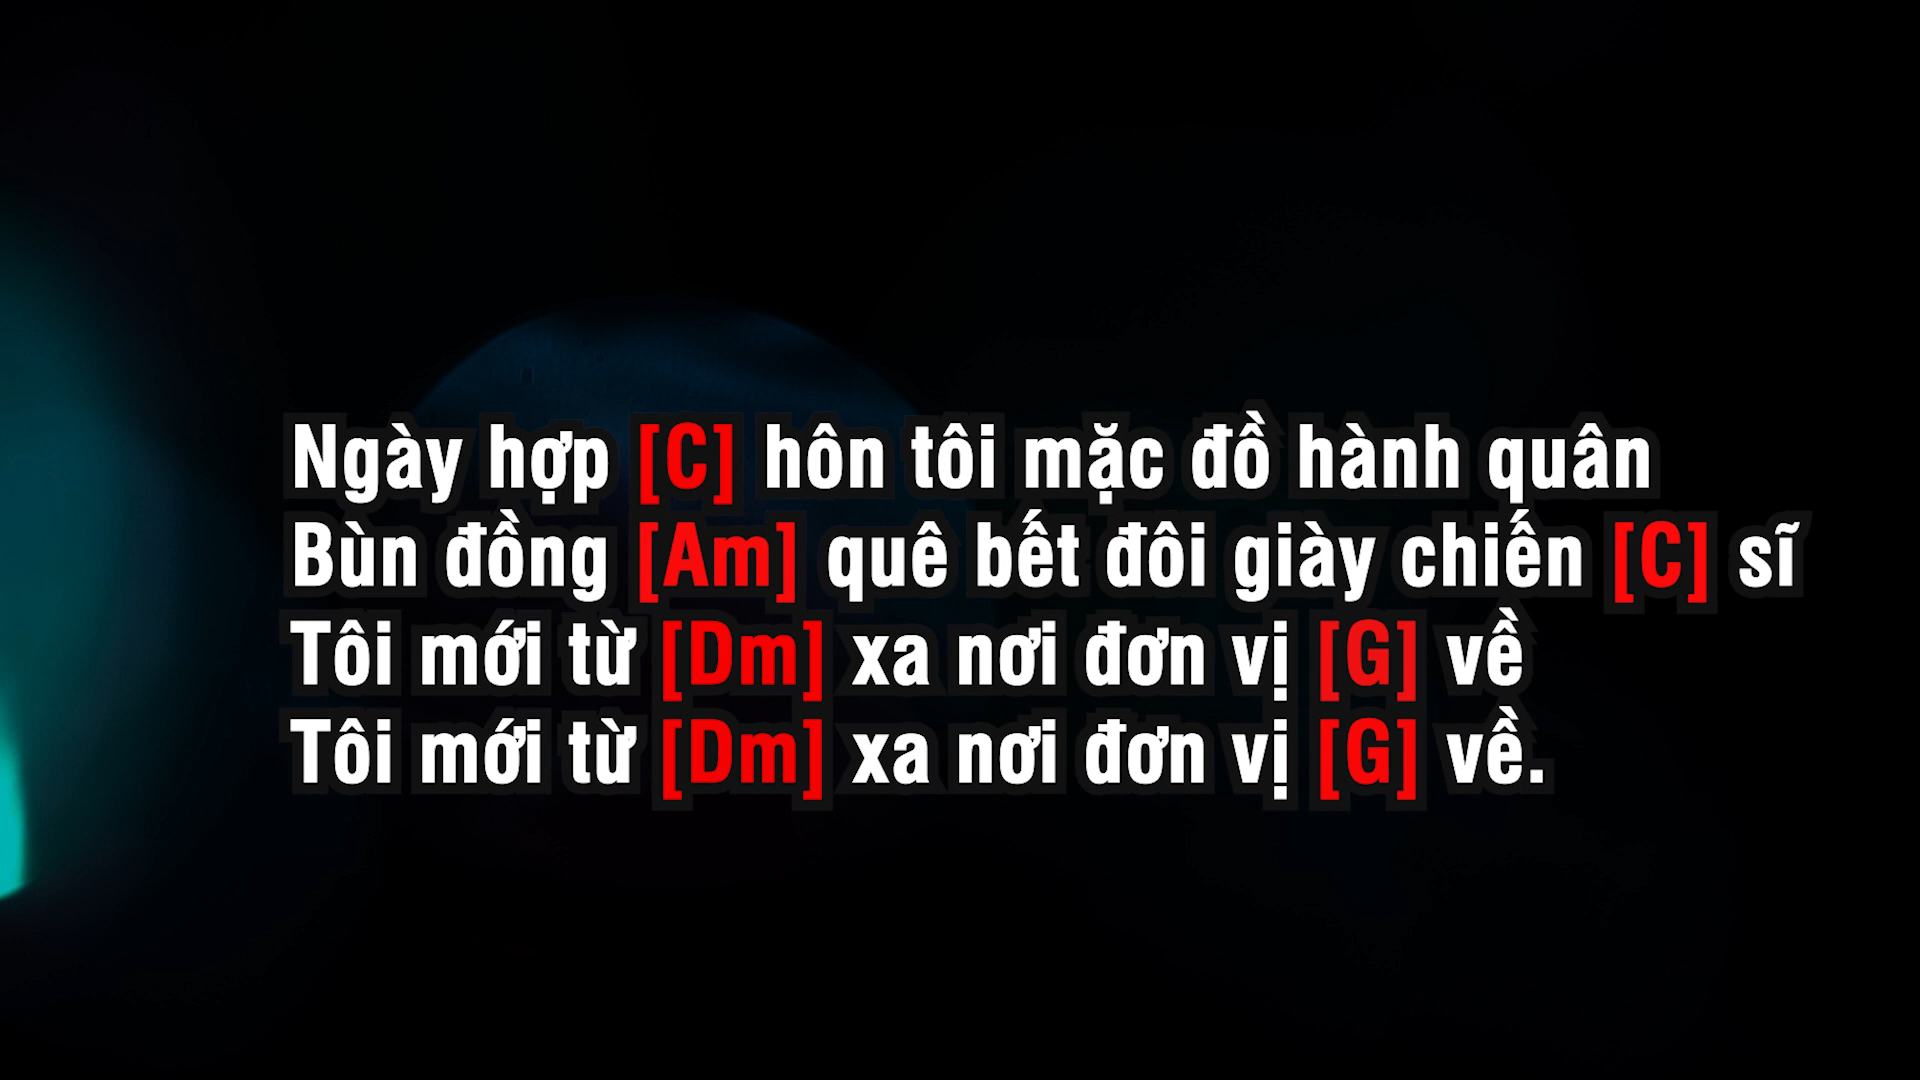 Ngày hợp [C] hôn tôi mặc đồ hành quân
Bùn đồng [Am] quê bết đôi giày chiến [C] sĩ
Tôi mới từ [Dm] xa nơi đơn vị [G] về
Tôi mới từ [Dm] xa nơi đơn vị [G] về.